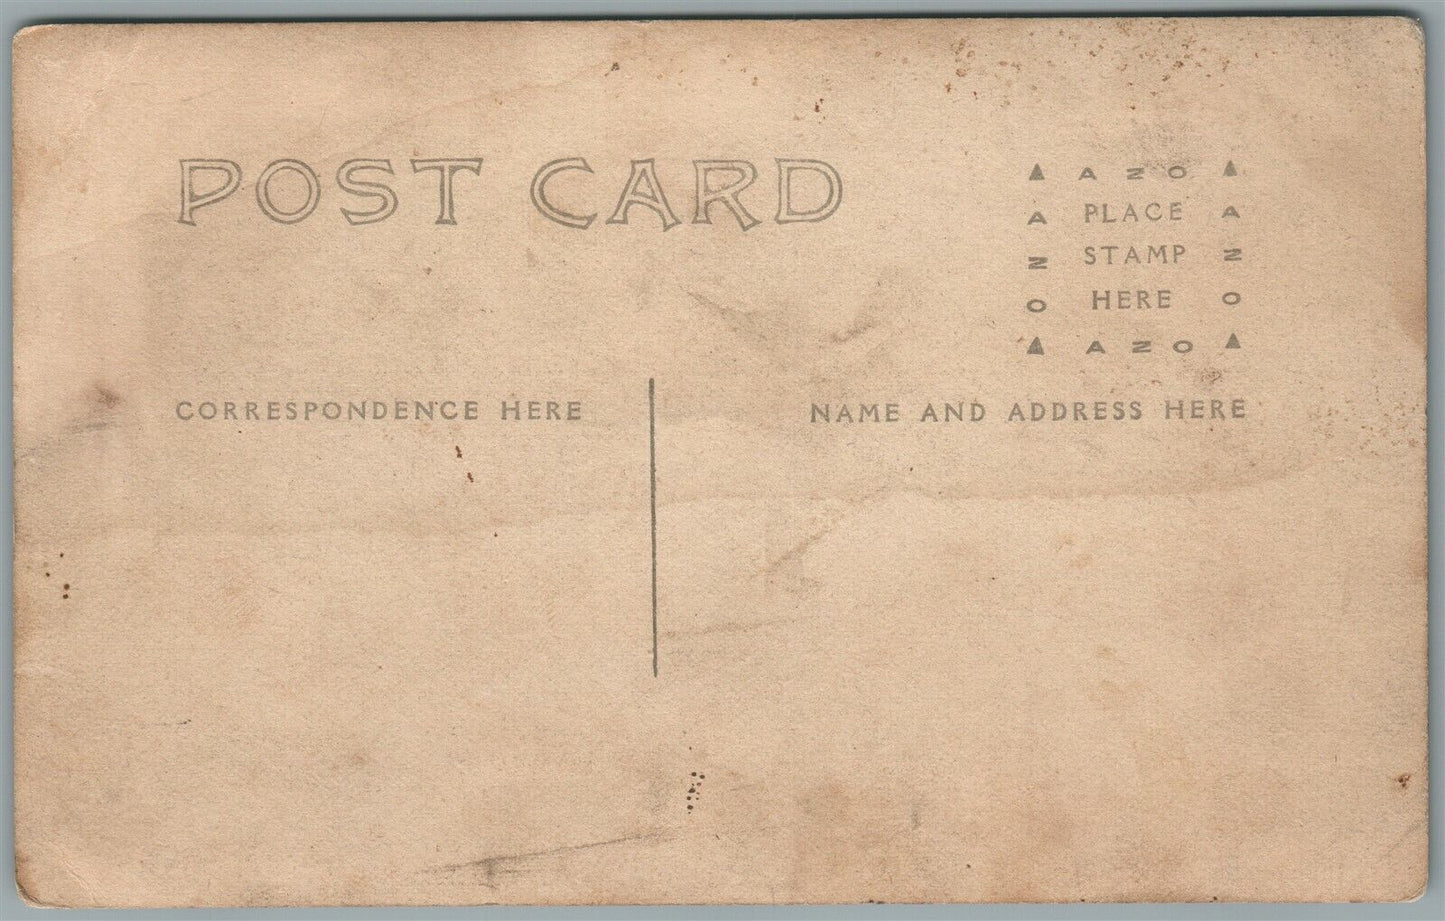 POST CARD
▲ AZO ▲
A PLACE A
N STAMP N
O HERE O
▲ AZO ▲
CORRESPONDENCE HERE
NAME AND ADDRESS HERE